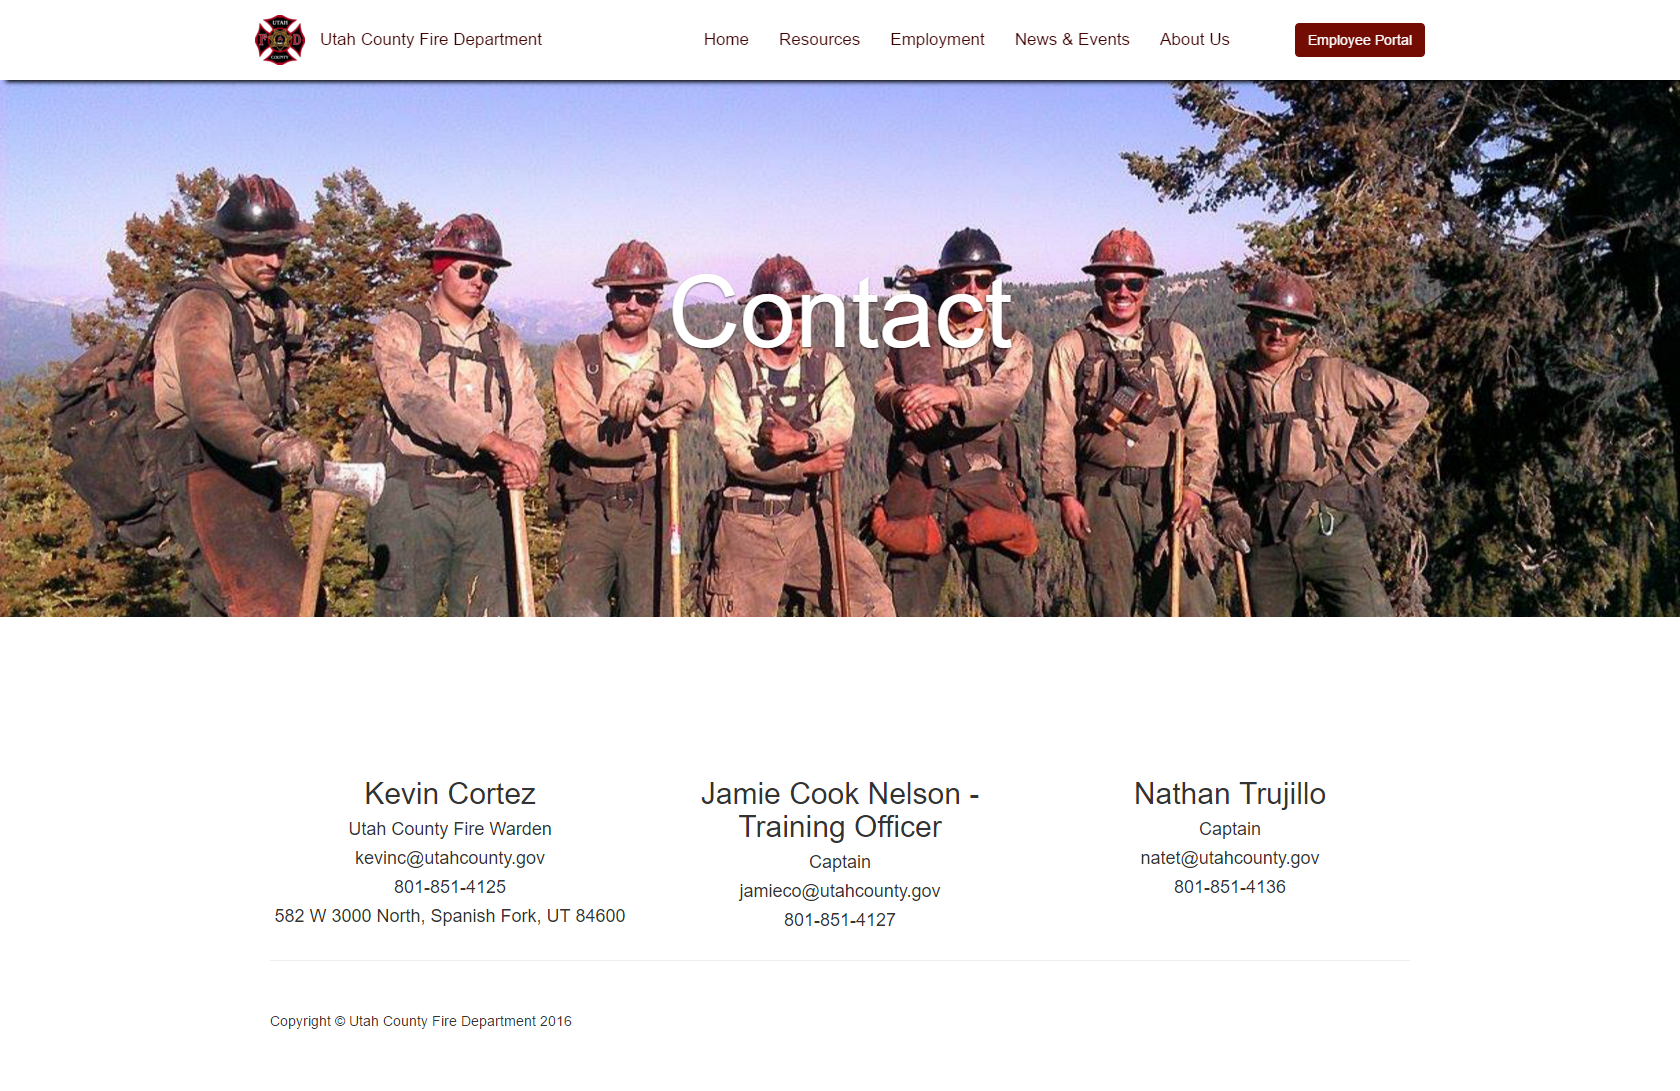 UTAH
F D
COUNTY
Utah County Fire Department
Home
Resources
Employment
News & Events
About Us
Employee Portal
Contact
Kevin Cortez
Utah County Fire Warden
kevinc@utahcounty.gov
801-851-4125
582 W 3000 North, Spanish Fork, UT 84600
Jamie Cook Nelson -
Training Officer
Captain
jamieco@utahcounty.gov
801-851-4127
Nathan Trujillo
Captain
natet@utahcounty.gov
801-851-4136
Copyright © Utah County Fire Department 2016